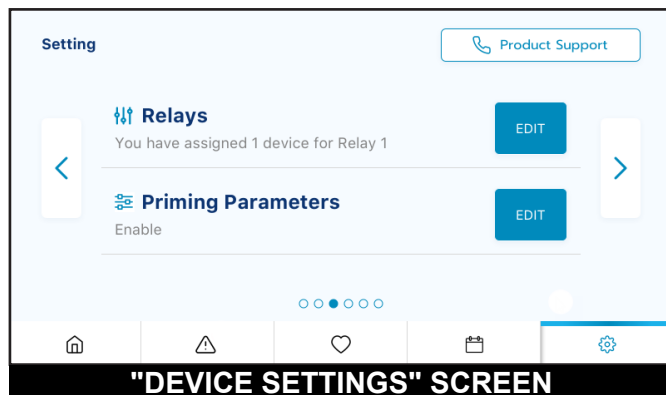 Setting
Product Support
Relays
You have assigned 1 device for Relay 1
EDIT
Priming Parameters
Enable
EDIT
"DEVICE SETTINGS" SCREEN